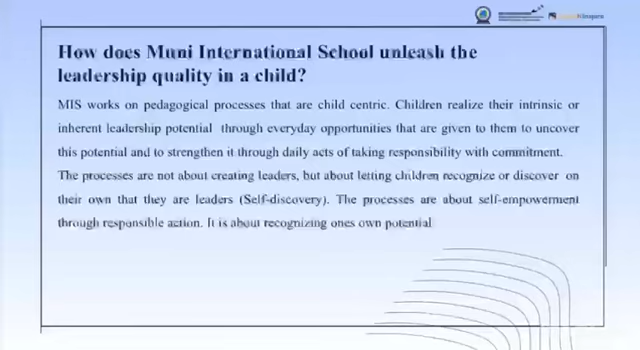 How does Muni International School unleash the
leadership quality in a child?
MIS works on pedagogical processes that are child centric. Children realize their intrinsic or
inherent leadership potential through everyday opportunities that are given to them to uncover
this potential and to strengthen it through daily acts of taking responsibility with commitment.
The processes are not about creating leaders, but about letting children recognize or discover on
their own that they are leaders (Self-discovery). The processes are about self-empowerment
through responsible action. It is about recognizing ones own potential